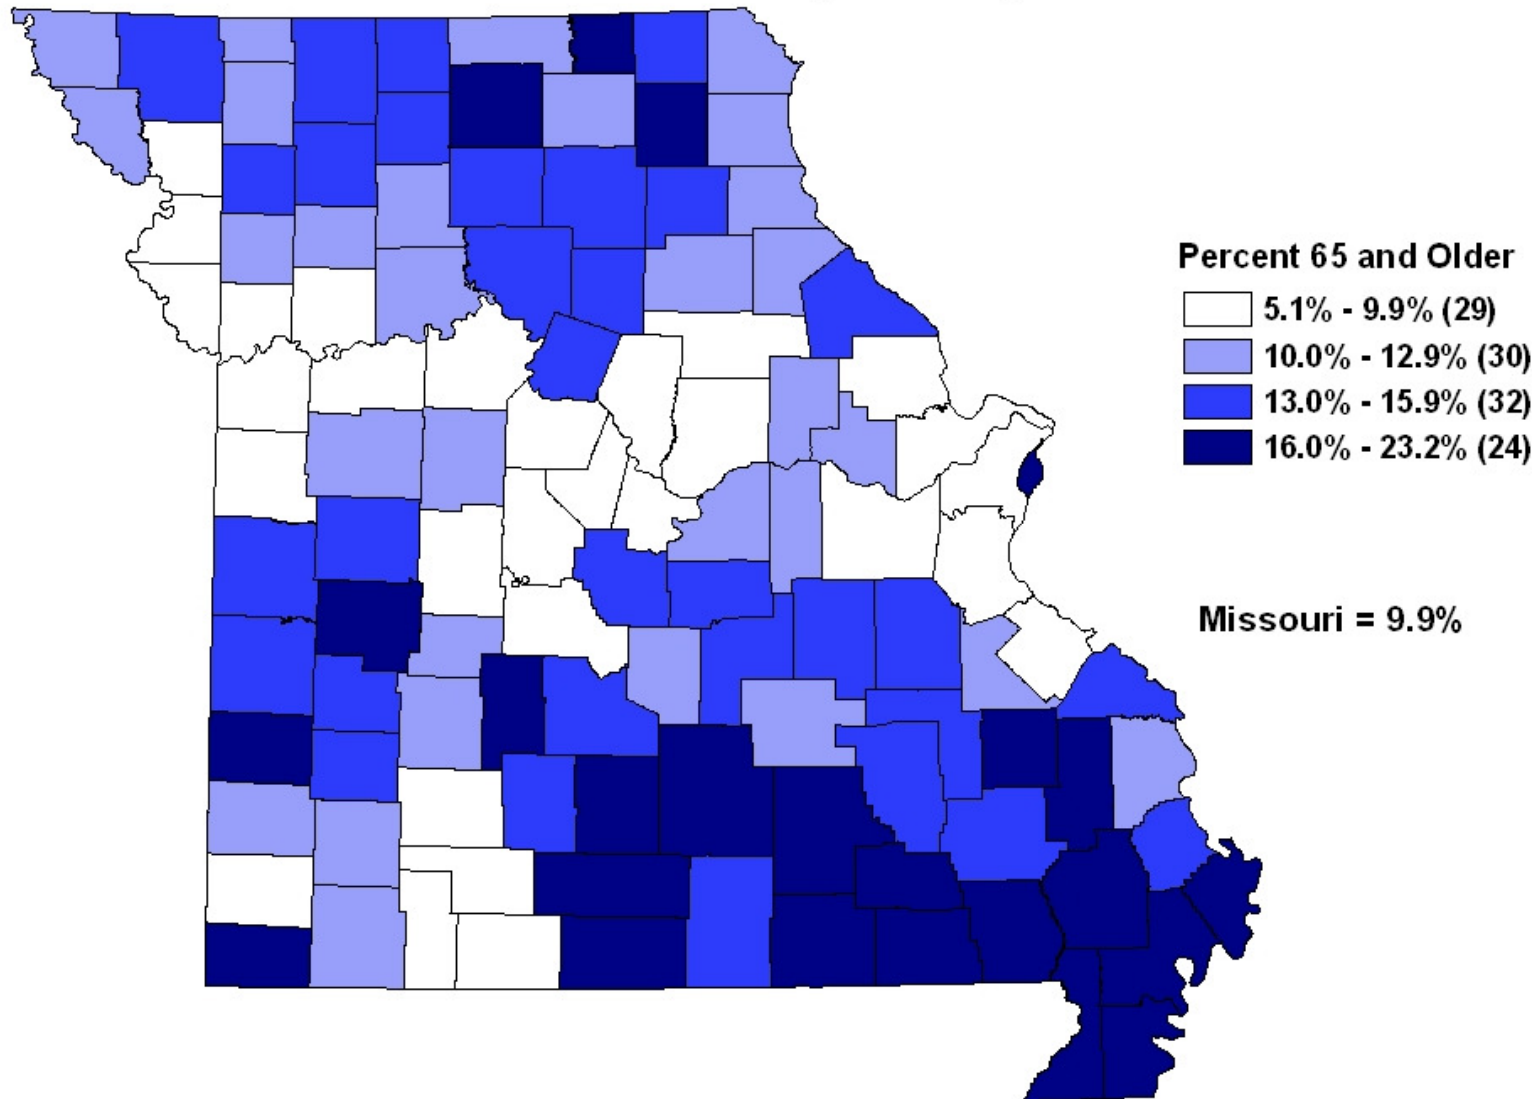 Percent 65 and Older
5.1% - 9.9% (29)
10.0% - 12.9% (30)
13.0% - 15.9% (32)
16.0% - 23.2% (24)
Missouri = 9.9%